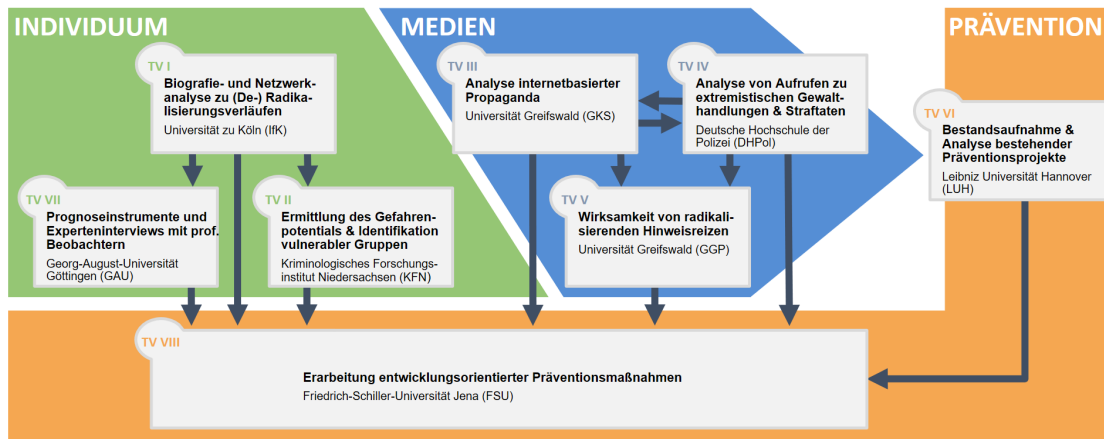 INDIVIDUUM
MEDIEN
PRÄVENTION
TV I
Biografie- und Netzwerk-
analyse zu (De-) Radika-
lisierungsverläufen
Universität zu Köln (IfK)
TV III
Analyse internetbasierter
Propaganda
Universität Greifswald (GKS)
TV IV
Analyse von Aufrufen zu
extremistischen Gewalt-
handlungen & Straftaten
Deutsche Hochschule der
Polizei (DHPol)
TV VI
Bestandsaufnahme &
Analyse bestehender
Präventionsprojekte
Leibniz Universität Hannover
(LUH)
TV VII
Prognoseinstrumente und
Experteninterviews mit prof.
Beobachtern
Georg-August-Universität
Göttingen (GAU)
TV II
Ermittlung des Gefahren-
potentials & Identifikation
vulnerabler Gruppen
Kriminologisches Forschungs-
institut Niedersachsen (KFN)
TV V
Wirksamkeit von radikali-
sierenden Hinweisreizen
Universität Greifswald (GGP)
TV VIII
Erarbeitung entwicklungsorientierter Präventionsmaßnahmen
Friedrich-Schiller-Universität Jena (FSU)